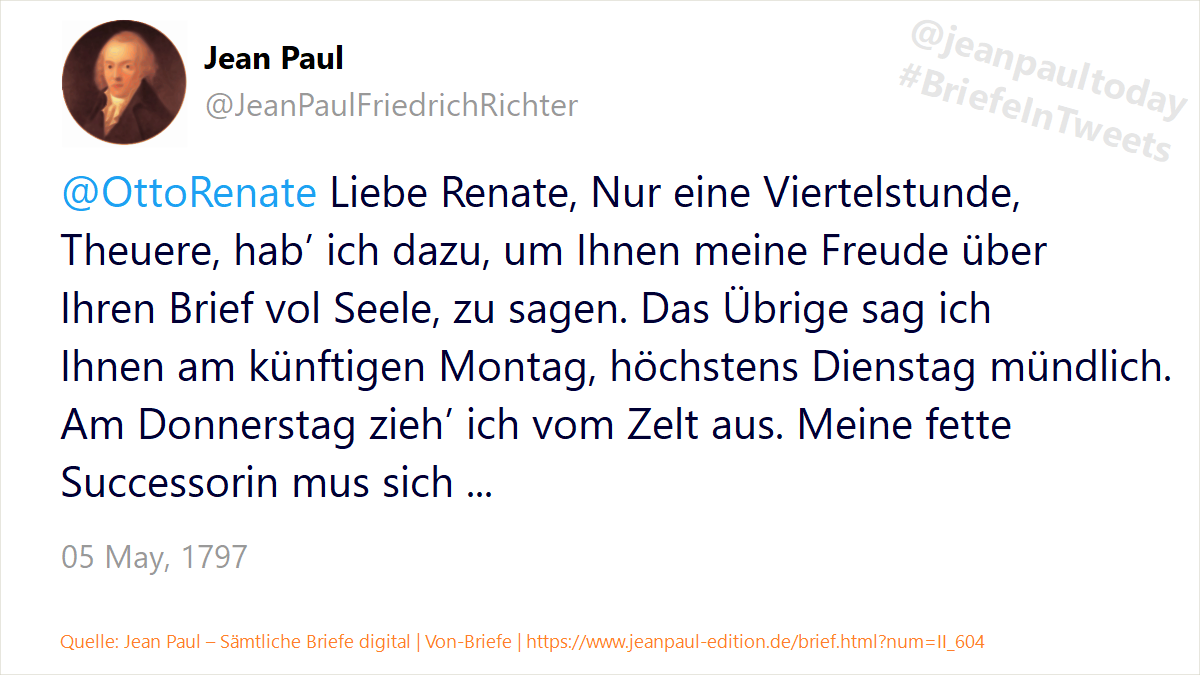 Jean Paul
@JeanPaulFriedrichRichter
@jeanpaultoday
#BriefeInTweets
@OttoRenate Liebe Renate, Nur eine Viertelstunde,
Theuere, hab’ ich dazu, um Ihnen meine Freude über
Ihren Brief vol Seele, zu sagen. Das Übrige sag ich
Ihnen am künftigen Montag, höchstens Dienstag mündlich.
Am Donnerstag zieh’ ich vom Zelt aus. Meine fette
Successorin mus sich ...
05 May, 1797
Quelle: Jean Paul – Sämtliche Briefe digital | Von-Briefe | https://www.jeanpaul-edition.de/brief.html?num=II_604